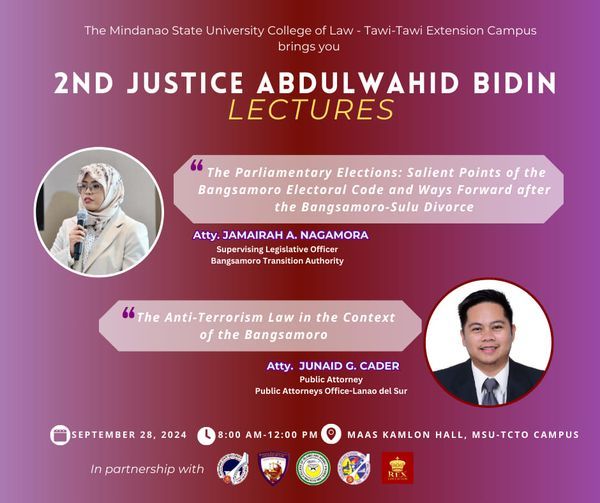 The Mindanao State University College of Law - Tawi-Tawi Extension Campus
brings you
2ND JUSTICE ABDULWAHID BIDIN
LECTURES
“ The Parliamentary Elections: Salient Points of the
Bangsamoro Electoral Code and Ways Forward after
the Bangsamoro-Sulu Divorce
Atty. JAMAIRAH A. NAGAMORA
Supervising Legislative Officer
Bangsamoro Transition Authority
“ The Anti-Terrorism Law in the Context
of the Bangsamoro
Atty. JUNAID G. CADER
Public Attorney
Public Attorneys Office-Lanao del Sur
SEPTEMBER 28, 2024 8:00 AM-12:00 PM MAAS KAMLON HALL, MSU-TCTO CAMPUS
In partnership with
REX